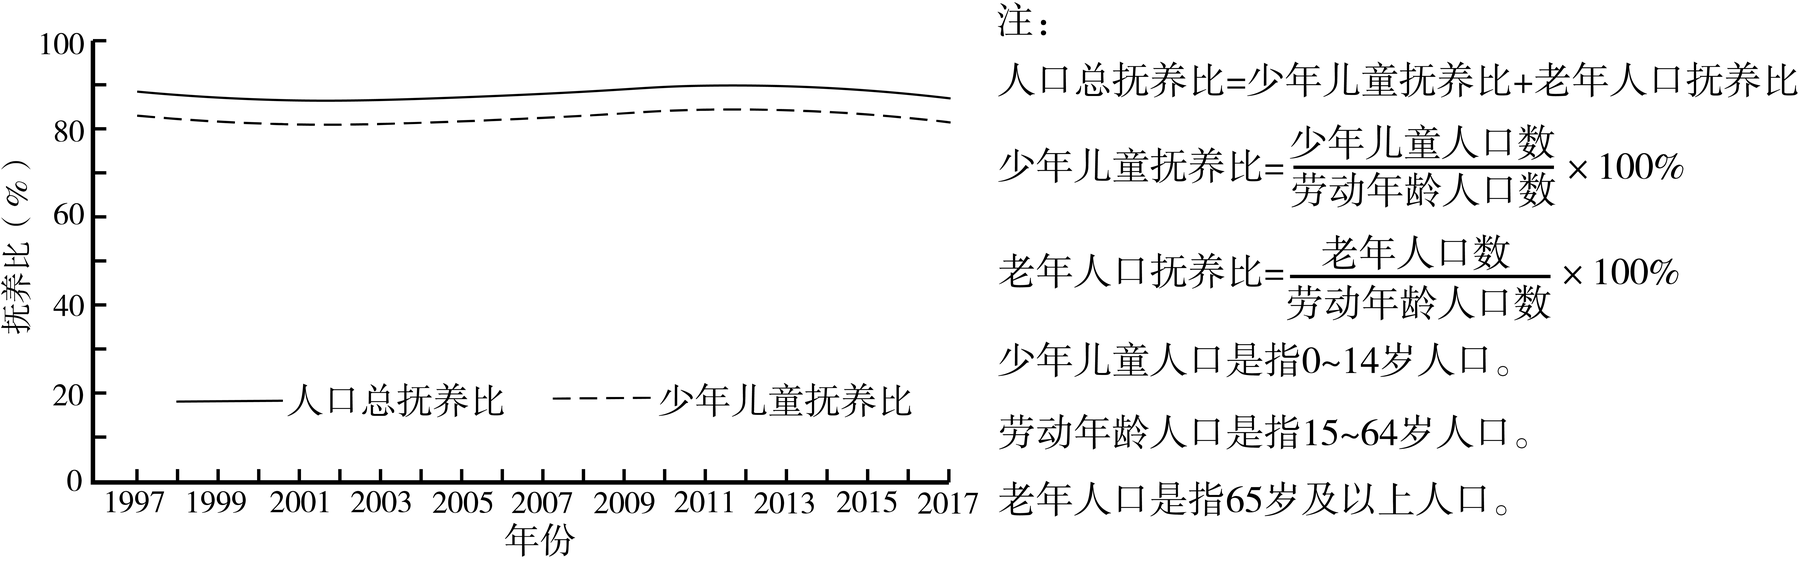 100
80
60
40
20
0
抚养比（%）
人口总抚养比
少年儿童抚养比
1997 1999 2001 2003 2005 2007 2009 2011 2013 2015 2017
年份
注：
人口总抚养比=少年儿童抚养比+老年人口抚养比
少年儿童抚养比=少年儿童人口数/劳动年龄人口数 × 100%
老年人口抚养比=老年人口数/劳动年龄人口数 × 100%
少年儿童人口是指0~14岁人口。
劳动年龄人口是指15~64岁人口。
老年人口是指65岁及以上人口。